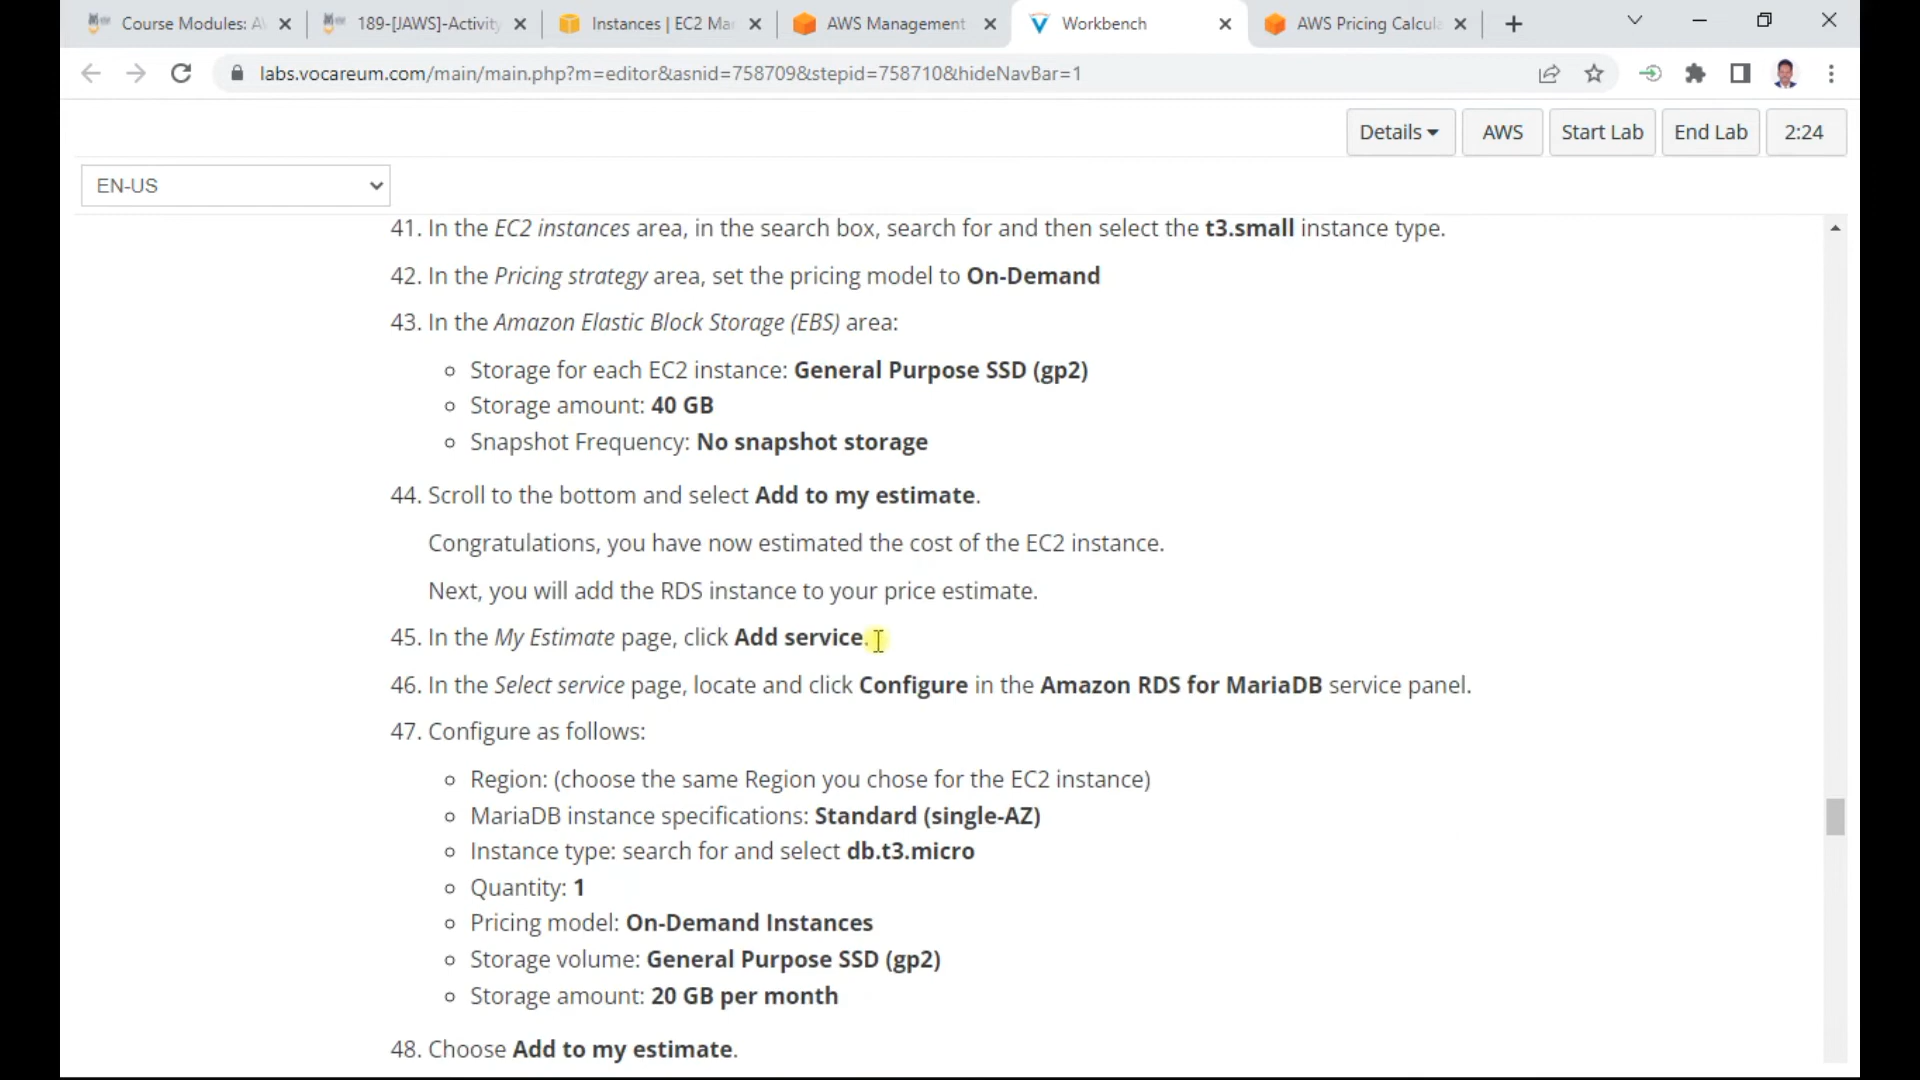 Course Modules: A
189-[JAWS]-Activity
Instances | EC2 Ma
AWS Management
Workbench
AWS Pricing Calcula
labs.vocareum.com/main/main.php?m=editor&asnid=758709&stepid=758710&hideNavBar=1
Details
AWS
Start Lab
End Lab
2:24
EN-US
41. In the EC2 instances area, in the search box, search for and then select the t3.small instance type.
42. In the Pricing strategy area, set the pricing model to On-Demand
43. In the Amazon Elastic Block Storage (EBS) area:
Storage for each EC2 instance: General Purpose SSD (gp2)
Storage amount: 40 GB
Snapshot Frequency: No snapshot storage
44. Scroll to the bottom and select Add to my estimate.
Congratulations, you have now estimated the cost of the EC2 instance.
Next, you will add the RDS instance to your price estimate.
45. In the My Estimate page, click Add service.
46. In the Select service page, locate and click Configure in the Amazon RDS for MariaDB service panel.
47. Configure as follows:
Region: (choose the same Region you chose for the EC2 instance)
MariaDB instance specifications: Standard (single-AZ)
Instance type: search for and select db.t3.micro
Quantity: 1
Pricing model: On-Demand Instances
Storage volume: General Purpose SSD (gp2)
Storage amount: 20 GB per month
48. Choose Add to my estimate.